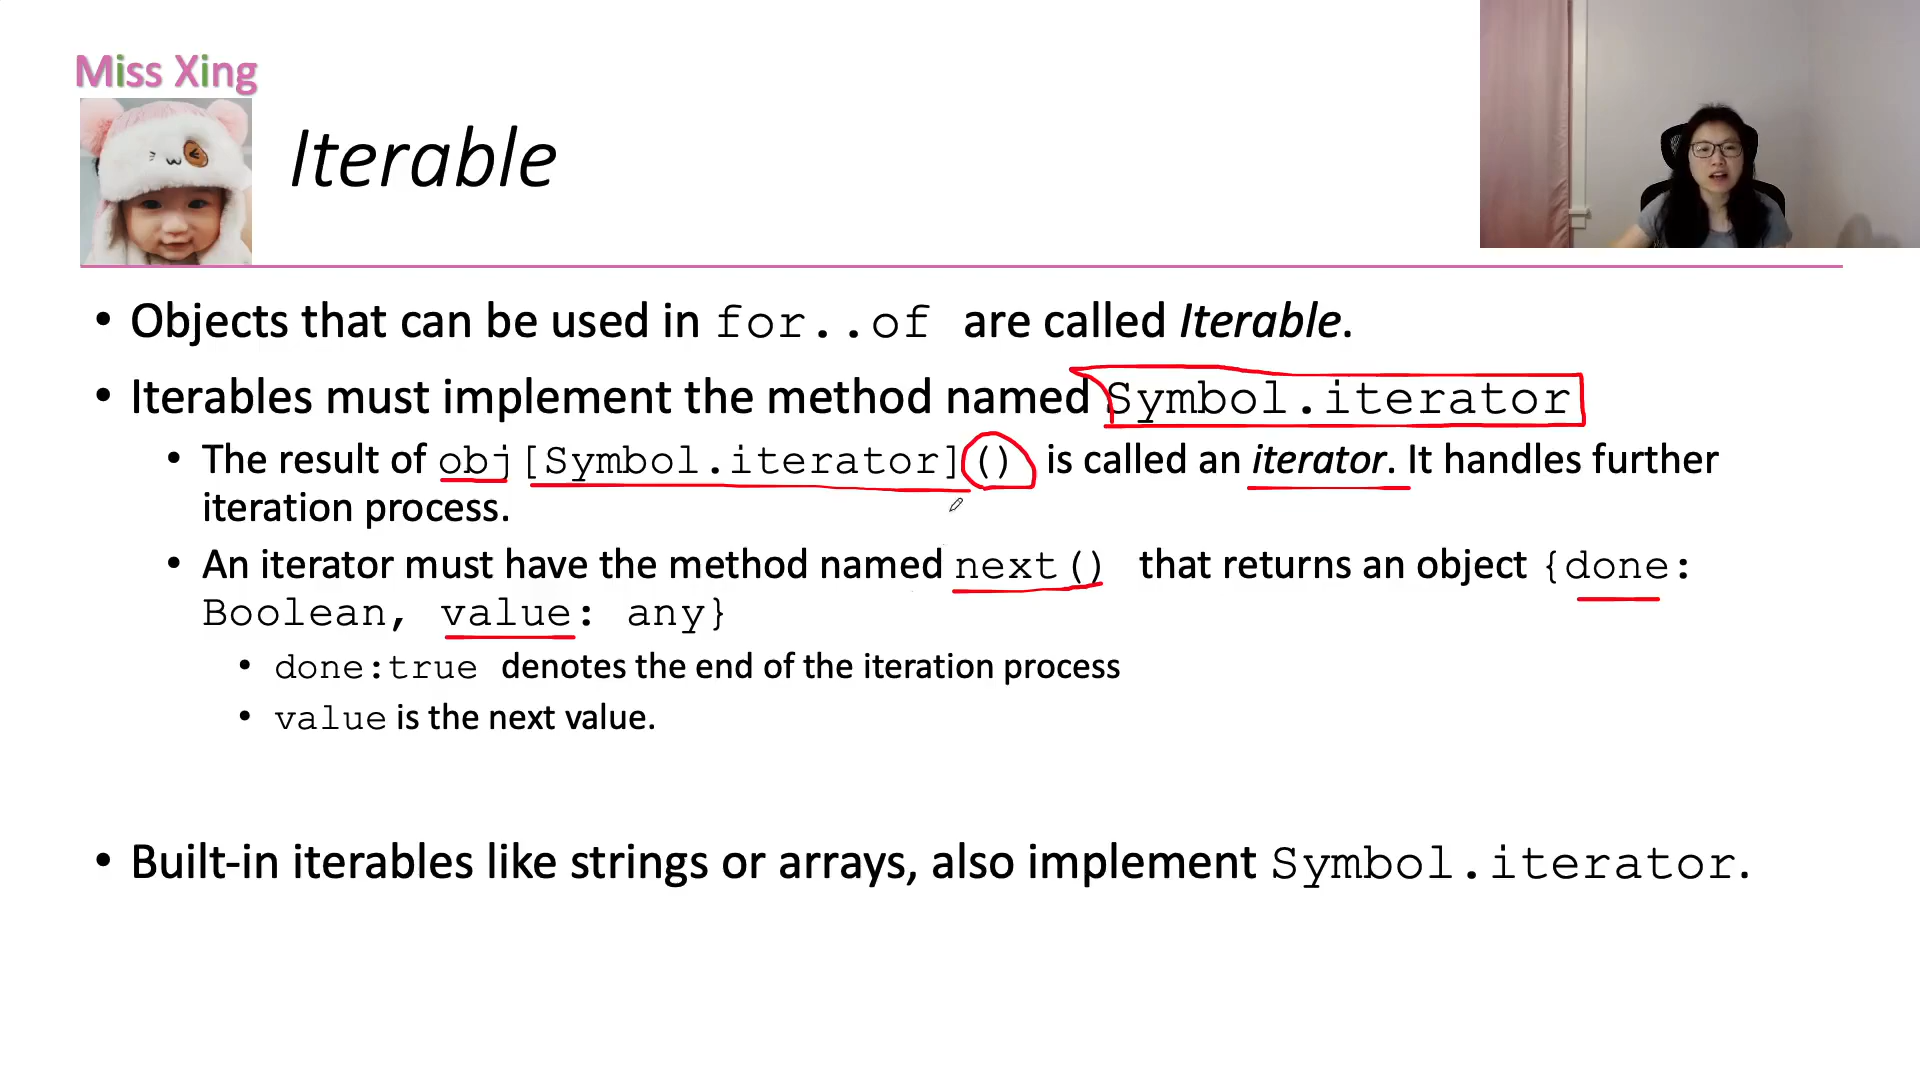 Miss Xing
Iterable
• Objects that can be used in for..of are called Iterable.
• Iterables must implement the method named Symbol.iterator
• The result of obj[Symbol.iterator]() is called an iterator. It handles further
iteration process.
• An iterator must have the method named next() that returns an object {done:
Boolean, value: any}
• done:true denotes the end of the iteration process
• value is the next value.
• Built-in iterables like strings or arrays, also implement Symbol.iterator.